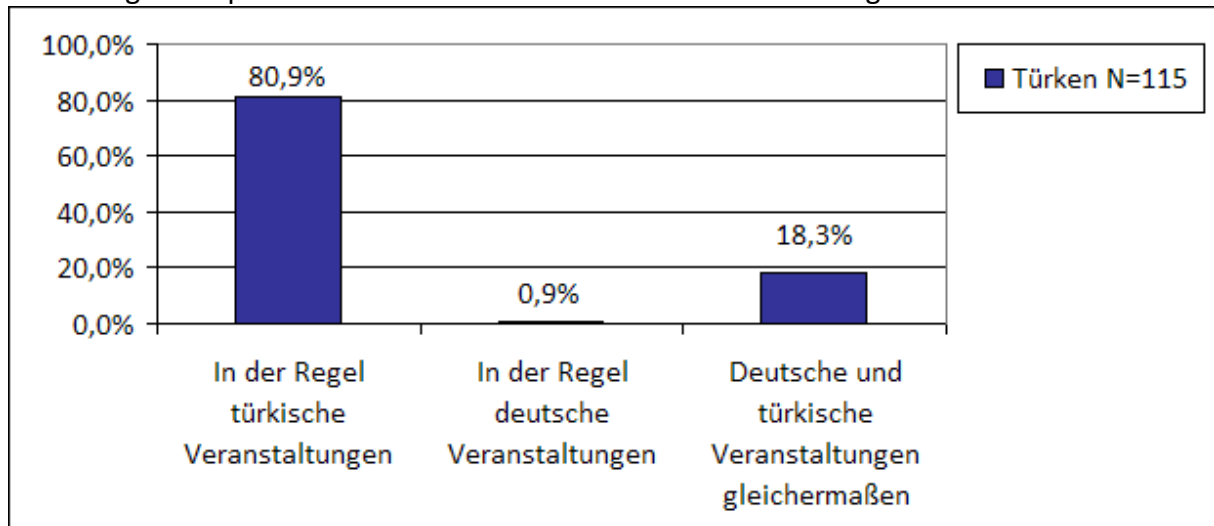 100,0%
80,0%
60,0%
40,0%
20,0%
0,0%
80,9%
0,9%
18,3%
Türken N=115
In der Regel
türkische
Veranstaltungen
In der Regel
deutsche
Veranstaltungen
Deutsche und
türkische
Veranstaltungen
gleichermaßen